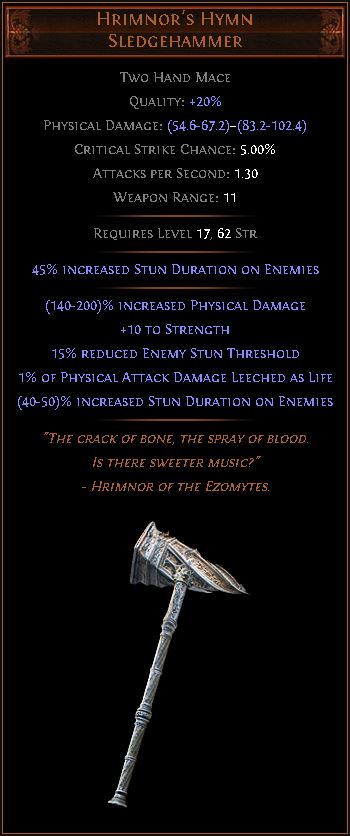 Hrimnor's Hymn
Sledgehammer
Two Hand Mace
Quality: +20%
Physical Damage: (54.6-67.2)–(83.2-102.4)
Critical Strike Chance: 5.00%
Attacks per Second: 1.30
Weapon Range: 11
Requires Level 17, 62 Str
45% increased Stun Duration on Enemies
(140-200)% increased Physical Damage
+10 to Strength
15% reduced Enemy Stun Threshold
1% of Physical Attack Damage Leeched as Life
(40-50)% increased Stun Duration on Enemies
"The crack of bone, the spray of blood.
Is there sweeter music?"
- Hrimnor of the Ezomytes.